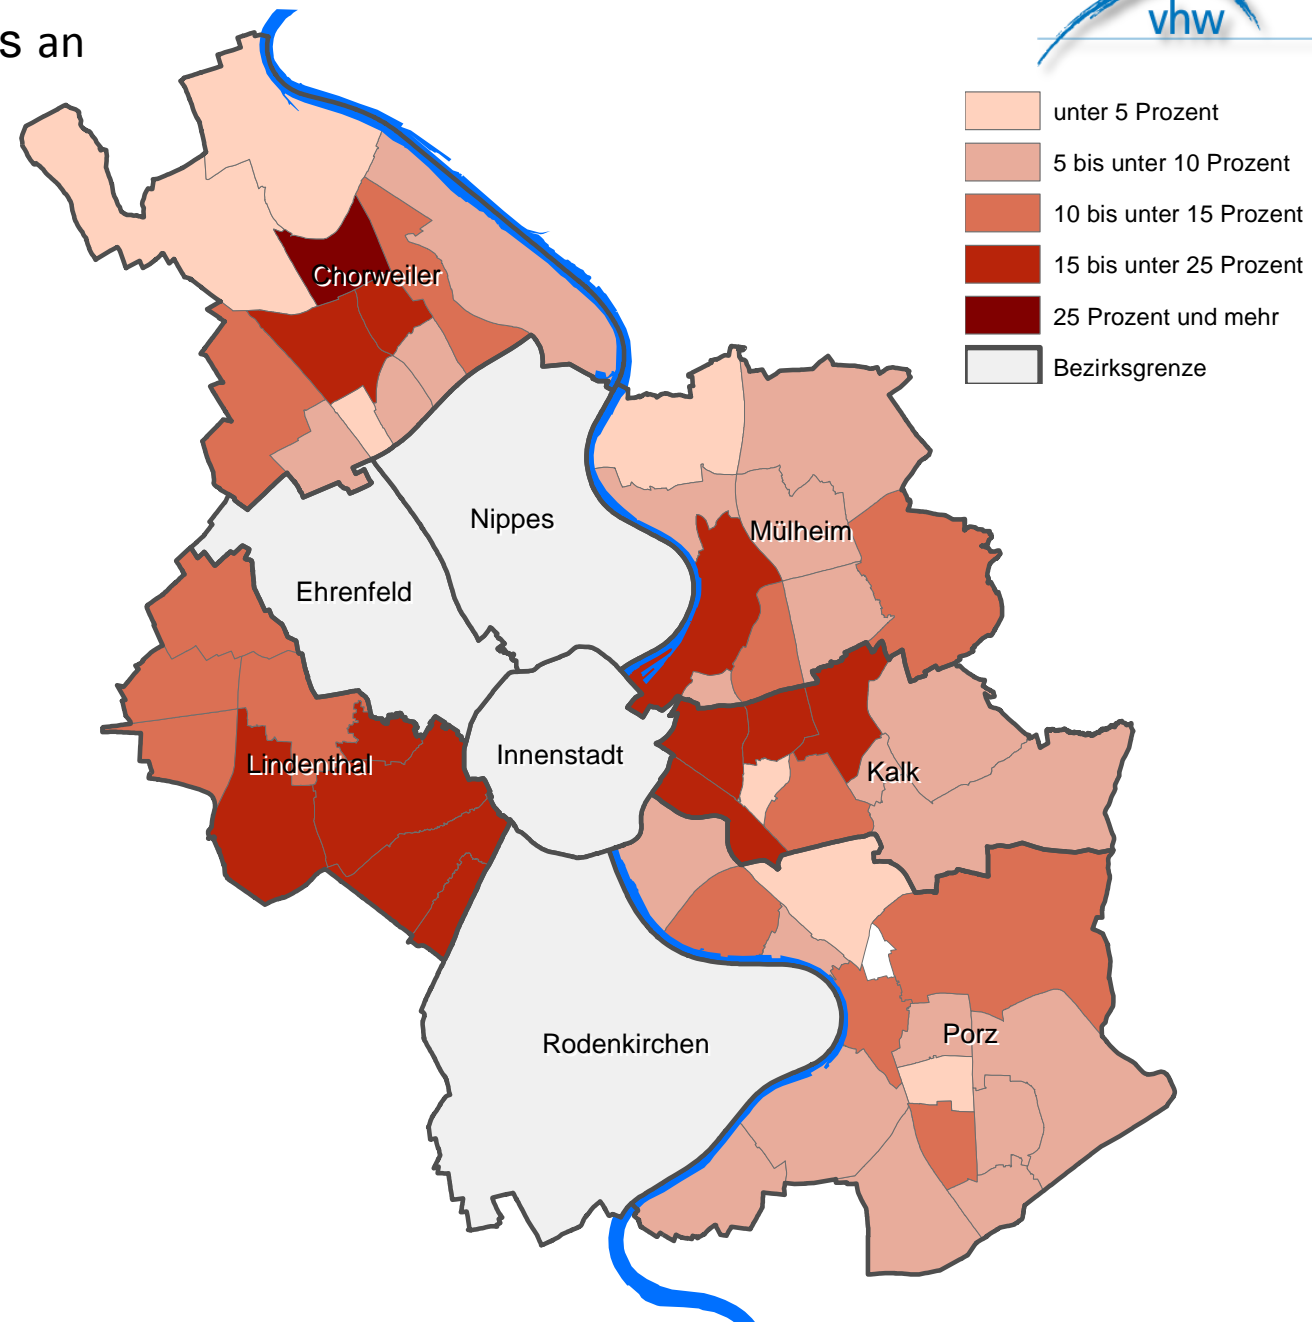 s an
vhw
unter 5 Prozent
5 bis unter 10 Prozent
10 bis unter 15 Prozent
15 bis unter 25 Prozent
25 Prozent und mehr
Bezirksgrenze
Chorweiler
Nippes
Mülheim
Ehrenfeld
Innenstadt
Lindenthal
Kalk
Rodenkirchen
Porz